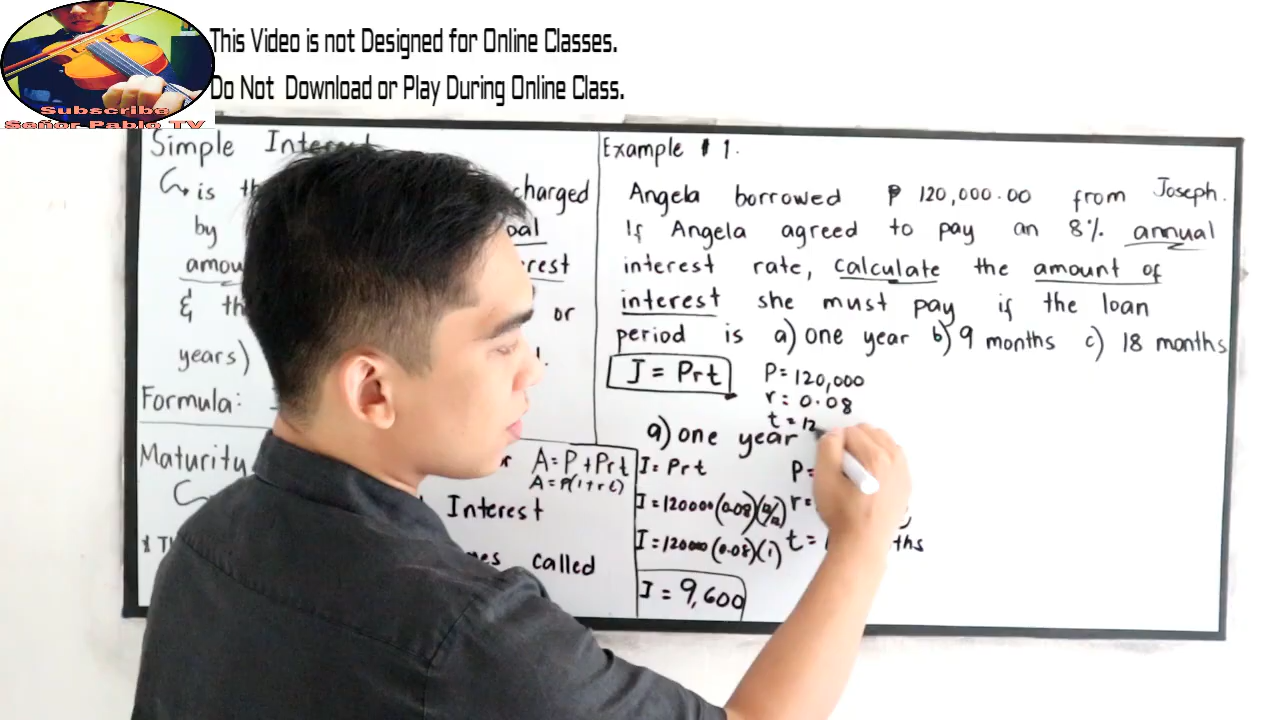 This Video is not Designed for Online Classes.
Do Not Download or Play During Online Class.
Subscribe
Señor Pablo TV
Simple Interest
is th charged
by pal
amou rest
& th or
years)
Formula:
Maturity or A = P + Prt
A = P(1+rt)
Interest
* Th mes called
Example # 1.
Angela borrowed ₱ 120,000.00 from Joseph.
If Angela agreed to pay an 8% annual
interest rate, calculate the amount of
interest she must pay if the loan
period is a) one year b) 9 months c) 18 months
I = Prt
P = 120,000
r = 0.08
t = 12
a) one year
I = Prt P =
I = 120000 (0.08)(12/12) r =
I = 120000 (0.08)(1) t = ths
I = 9,600